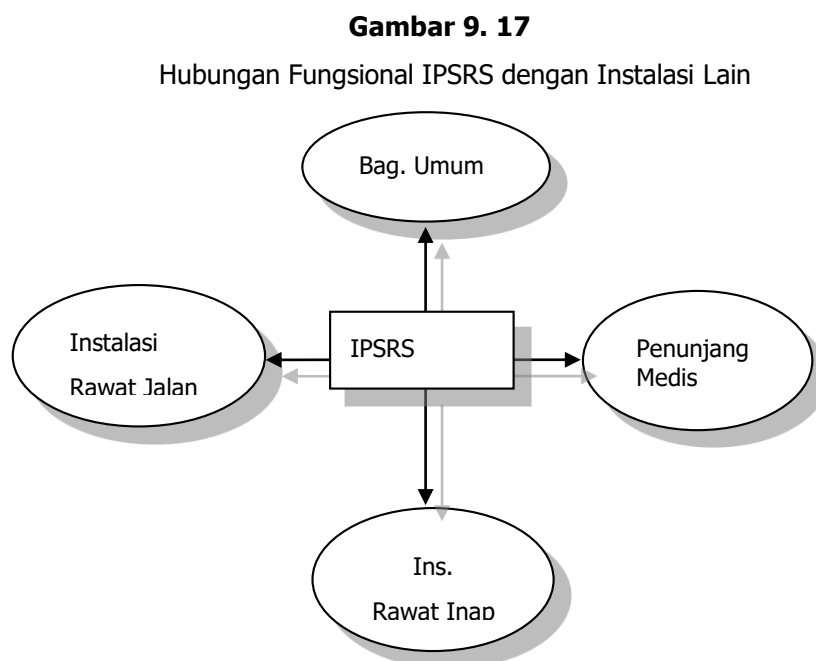 Gambar 9. 17
Hubungan Fungsional IPSRS dengan Instalasi Lain
Bag. Umum
Instalasi
Rawat Jalan
IPSRS
Penunjang
Medis
Ins.
Rawat Inap